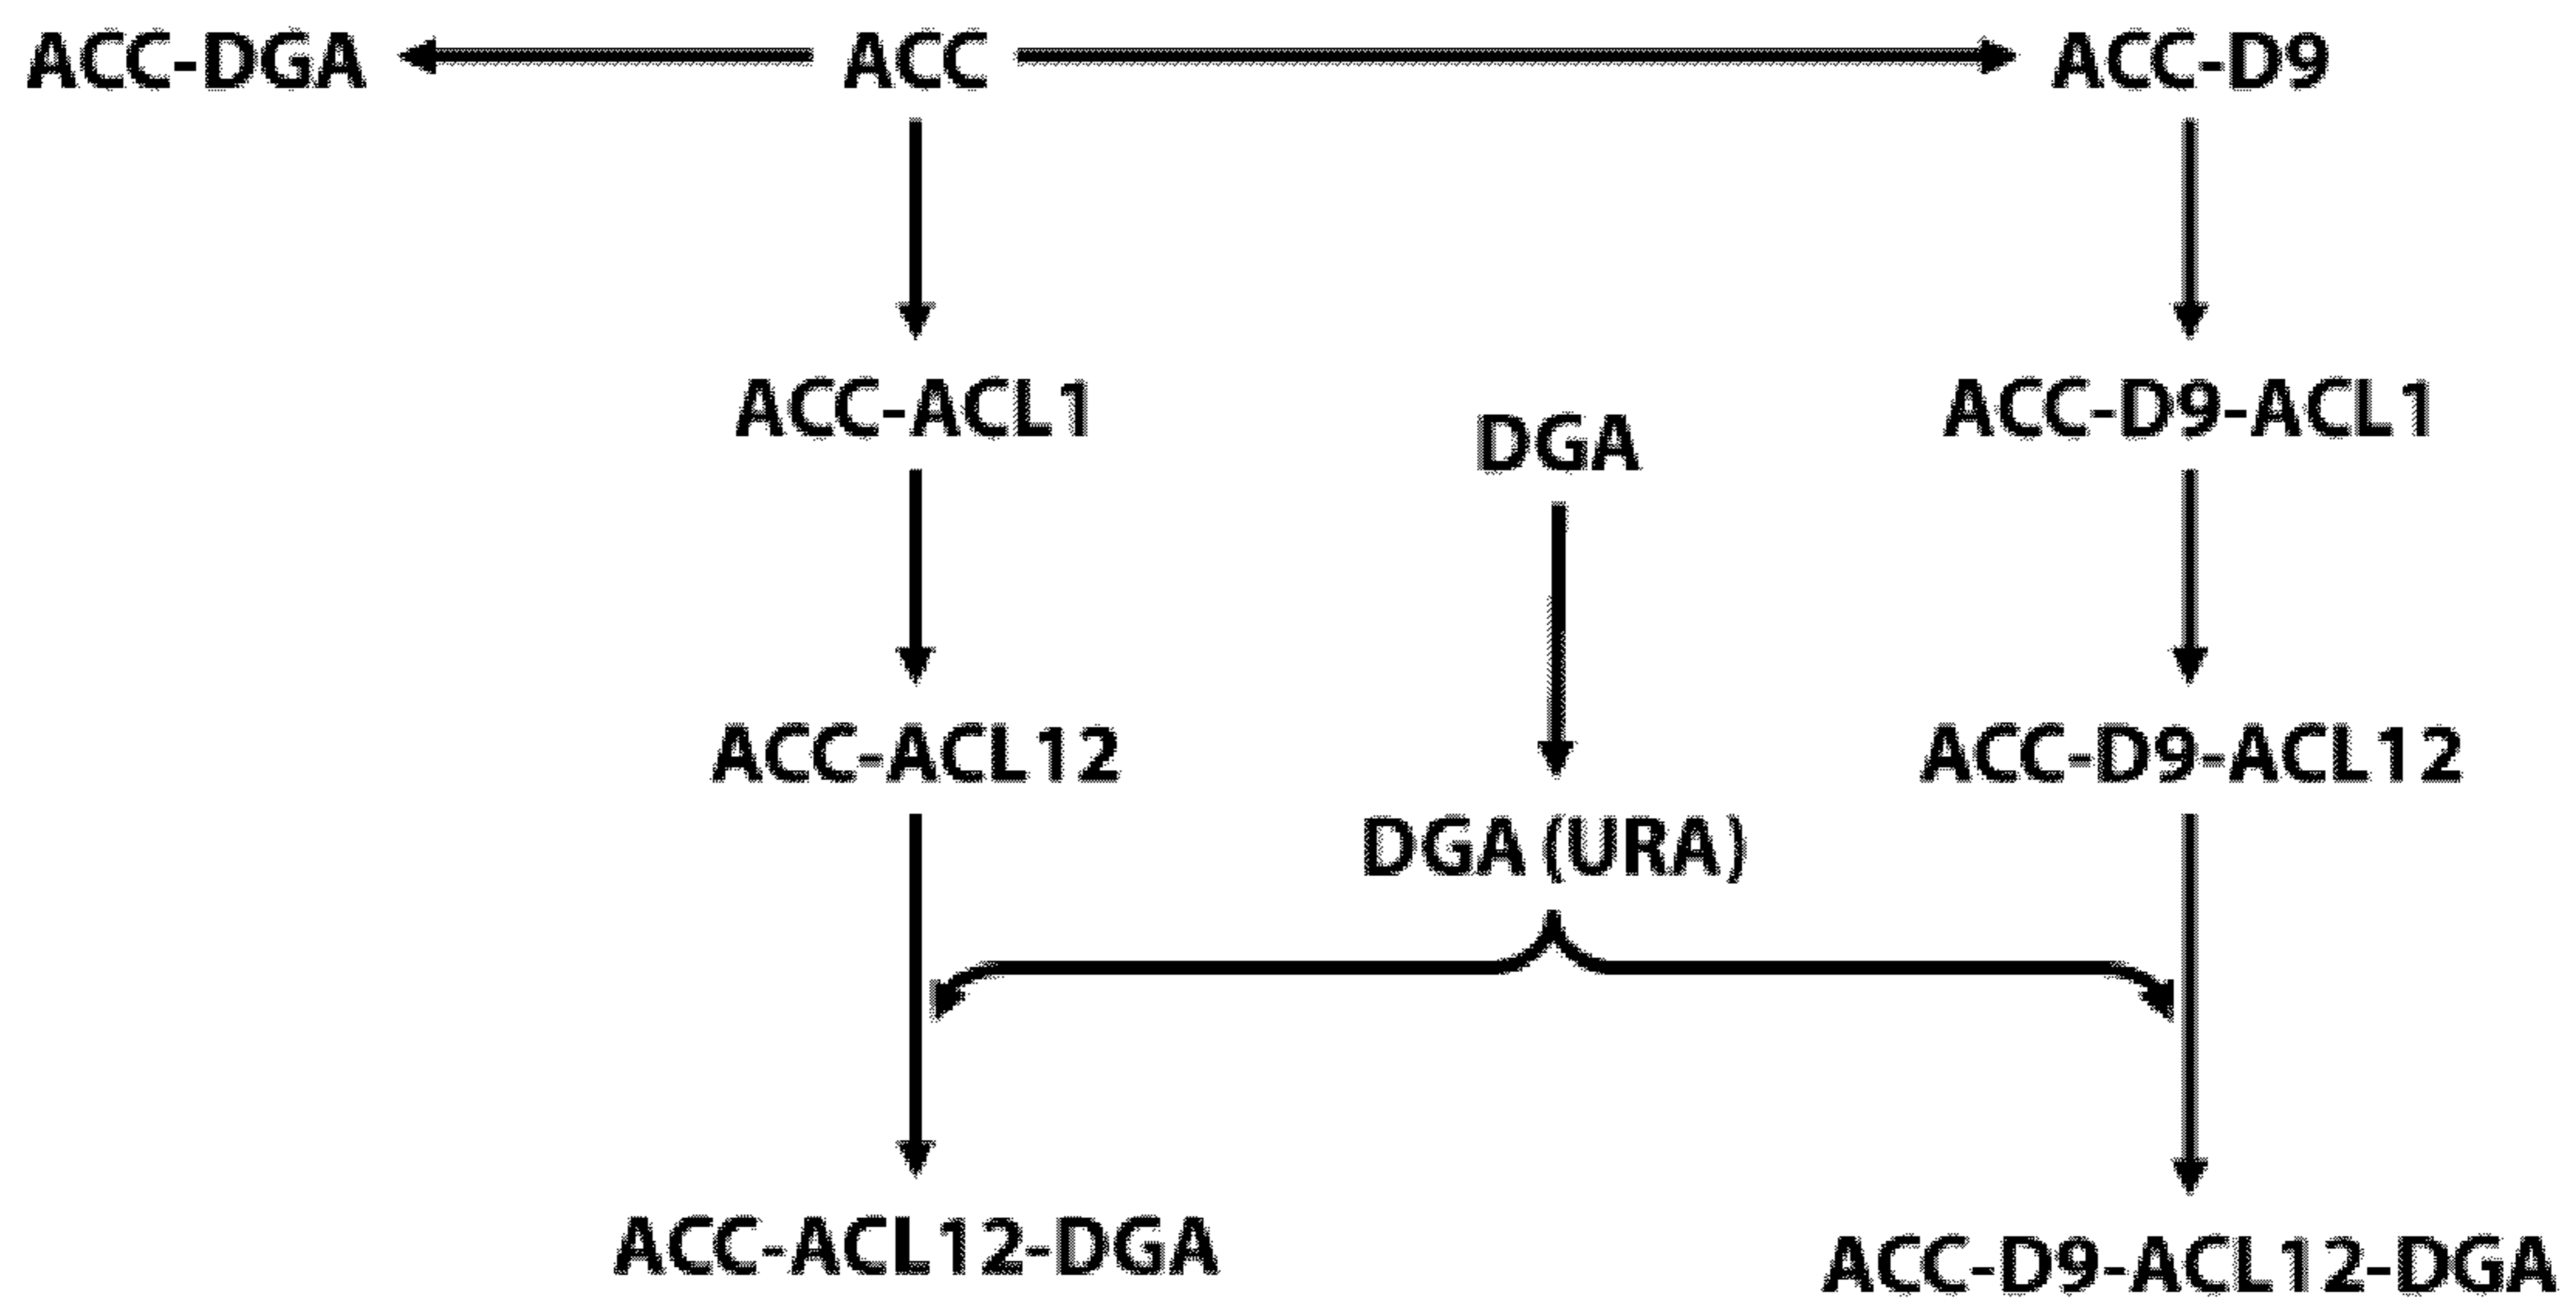 ACC-DGA
ACC
ACC-D9
ACC-ACL1
DGA
ACC-D9-ACL1
ACC-ACL12
ACC-D9-ACL12
DGA (URA)
ACC-ACL12-DGA
ACC-D9-ACL12-DGA